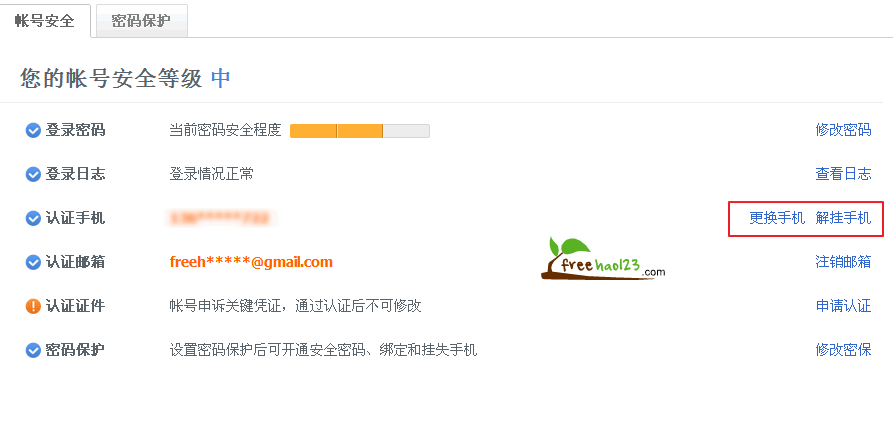 帐号安全 密码保护
您的帐号安全等级 中
登录密码 当前密码安全程度 修改密码
登录日志 登录情况正常 查看日志
认证手机 更换手机 解挂手机
认证邮箱 freeh*****@gmail.com 注销邮箱
freehao123.com
认证证件 帐号申诉关键凭证，通过认证后不可修改 申请认证
密码保护 设置密码保护后可开通安全密码、绑定和挂失手机 修改密保